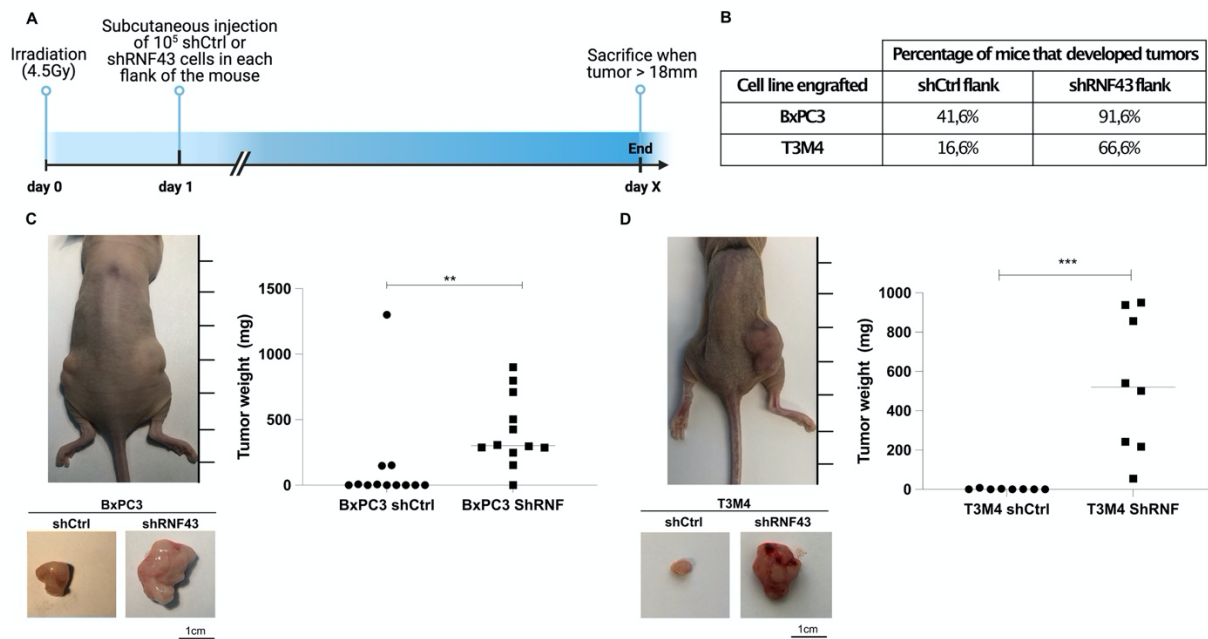 A
Irradiation
(4.5Gy)
Subcutaneous injection
of 10⁵ shCtrl or
shRNF43 cells in each
flank of the mouse
Sacrifice when
tumor > 18mm
End
day 0
day 1
day X
B
Percentage of mice that developed tumors
Cell line engrafted shCtrl flank shRNF43 flank
BxPC3 41,6% 91,6%
T3M4 16,6% 66,6%
C
BxPC3
shCtrl shRNF43
1cm
Tumor weight (mg)
1500
1000
500
0
**
BxPC3 shCtrl BxPC3 ShRNF
D
T3M4
shCtrl shRNF43
1cm
Tumor weight (mg)
1000
800
600
400
200
0
***
T3M4 shCtrl T3M4 ShRNF